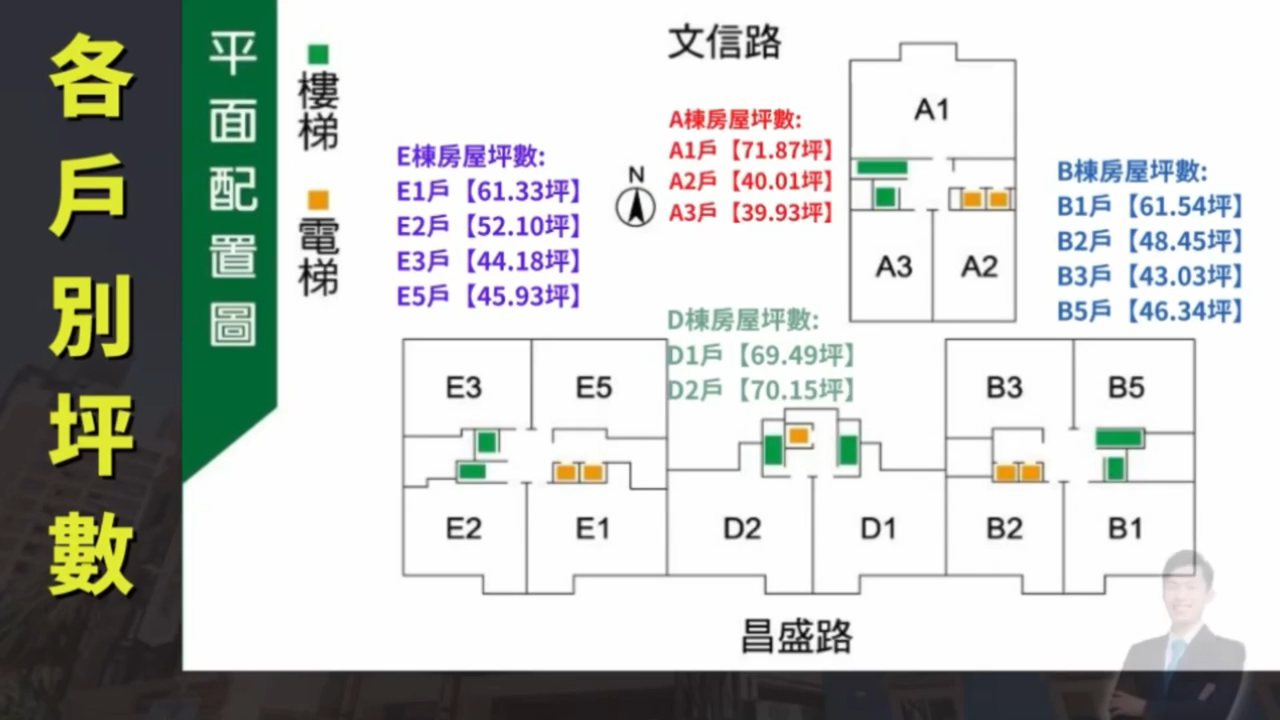 各戶別坪數
平面配置圖
樓梯
電梯
文信路
A棟房屋坪數:
A1戶【71.87坪】
A2戶【40.01坪】
A3戶【39.93坪】
E棟房屋坪數:
E1戶【61.33坪】
E2戶【52.10坪】
E3戶【44.18坪】
E5戶【45.93坪】
N
B棟房屋坪數:
B1戶【61.54坪】
B2戶【48.45坪】
B3戶【43.03坪】
B5戶【46.34坪】
D棟房屋坪數:
D1戶【69.49坪】
D2戶【70.15坪】
A1
A3 A2
E3 E5 B3 B5
E2 E1 D2 D1 B2 B1
昌盛路